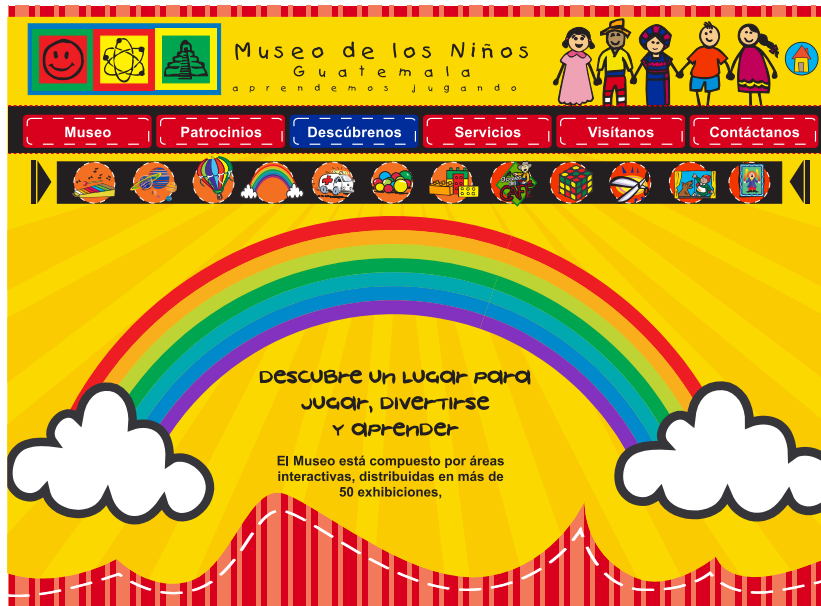 Museo de los Niños
Guatemala
aprendemos jugando
Museo
Patrocinios
Descúbrenos
Servicios
Visítanos
Contáctanos
Descubre un lugar para
jugar, divertirse
y aprender
El Museo está compuesto por áreas
interactivas, distribuidas en más de
50 exhibiciones,